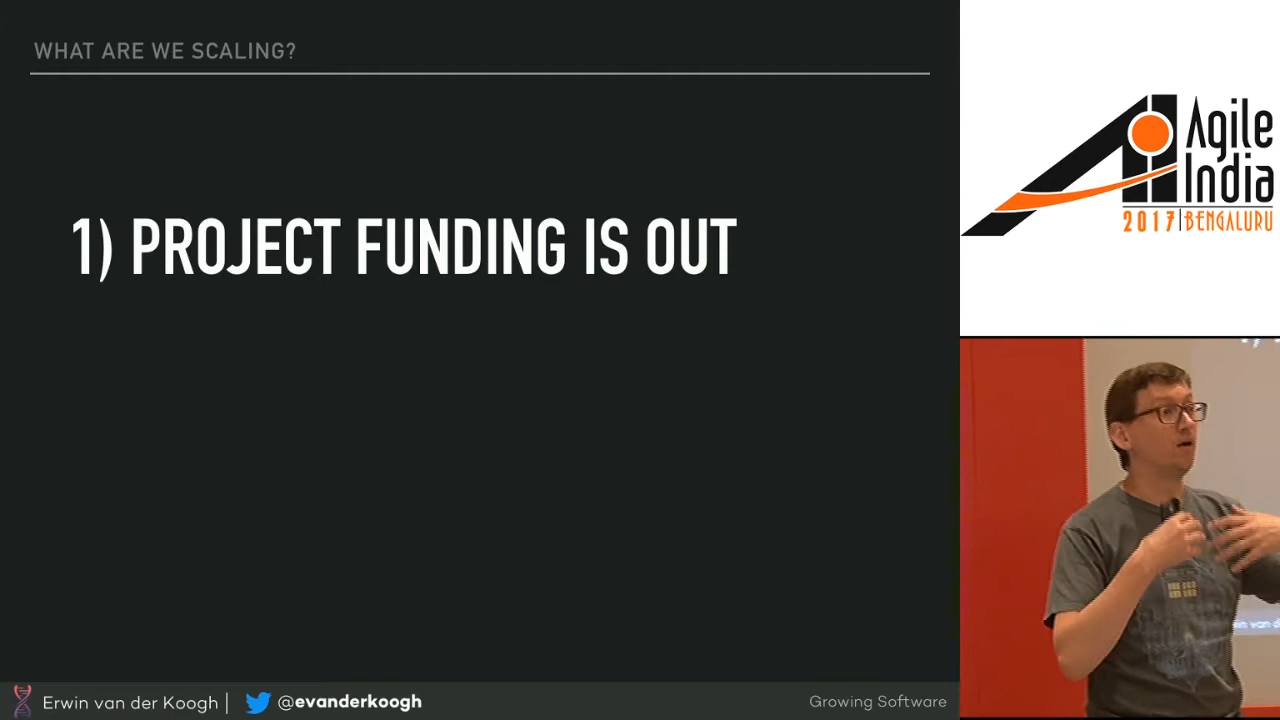 WHAT ARE WE SCALING?
1) PROJECT FUNDING IS OUT
Erwin van der Koogh |
@evanderkoogh
Growing Software
Agile
India
2017 | BENGALURU